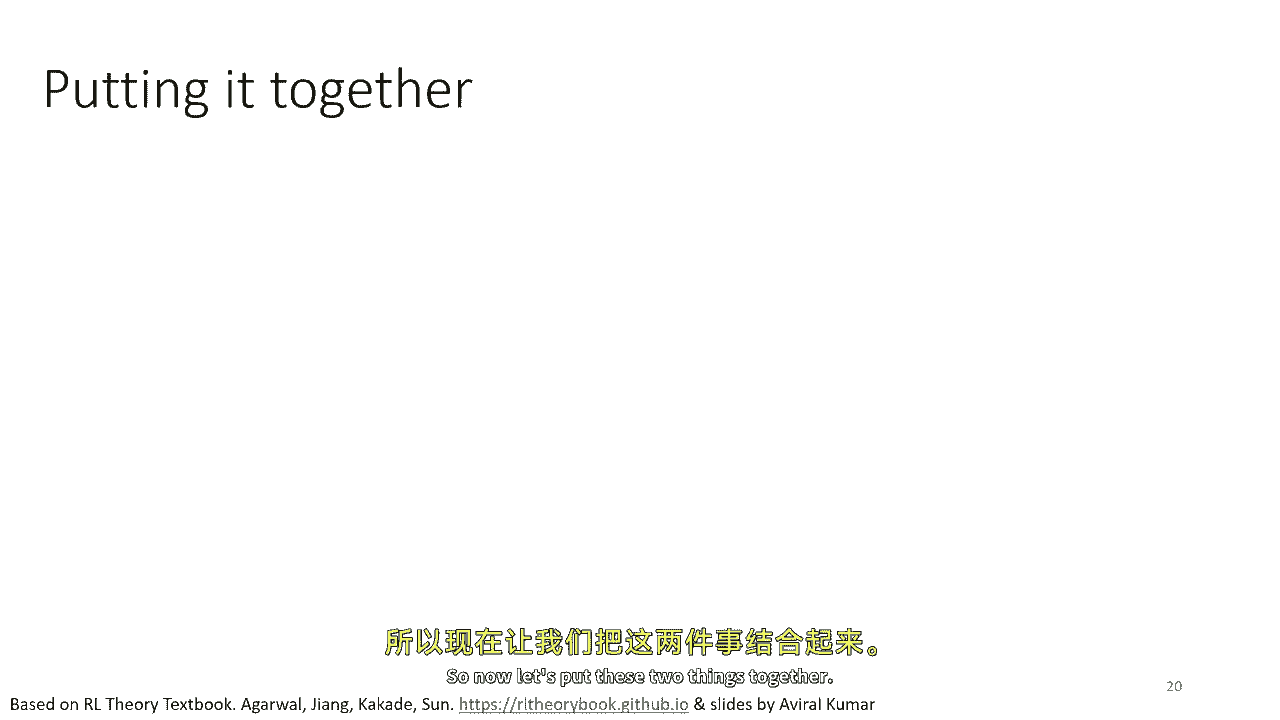 Putting it together
所以现在让我们把这两件事结合起来。
So now let's put these two things together.
20
Based on RL Theory Textbook. Agarwal, Jiang, Kakade, Sun. https://rltheorybook.github.io & slides by Aviral Kumar